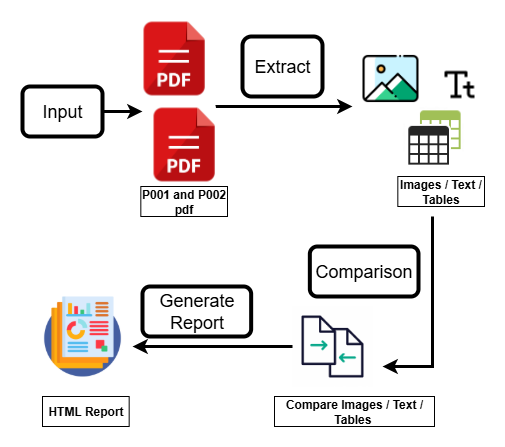 PDF
Extract
Tt
Input
PDF
P001 and P002
pdf
Images / Text /
Tables
Comparison
Generate
Report
HTML Report
Compare Images / Text /
Tables